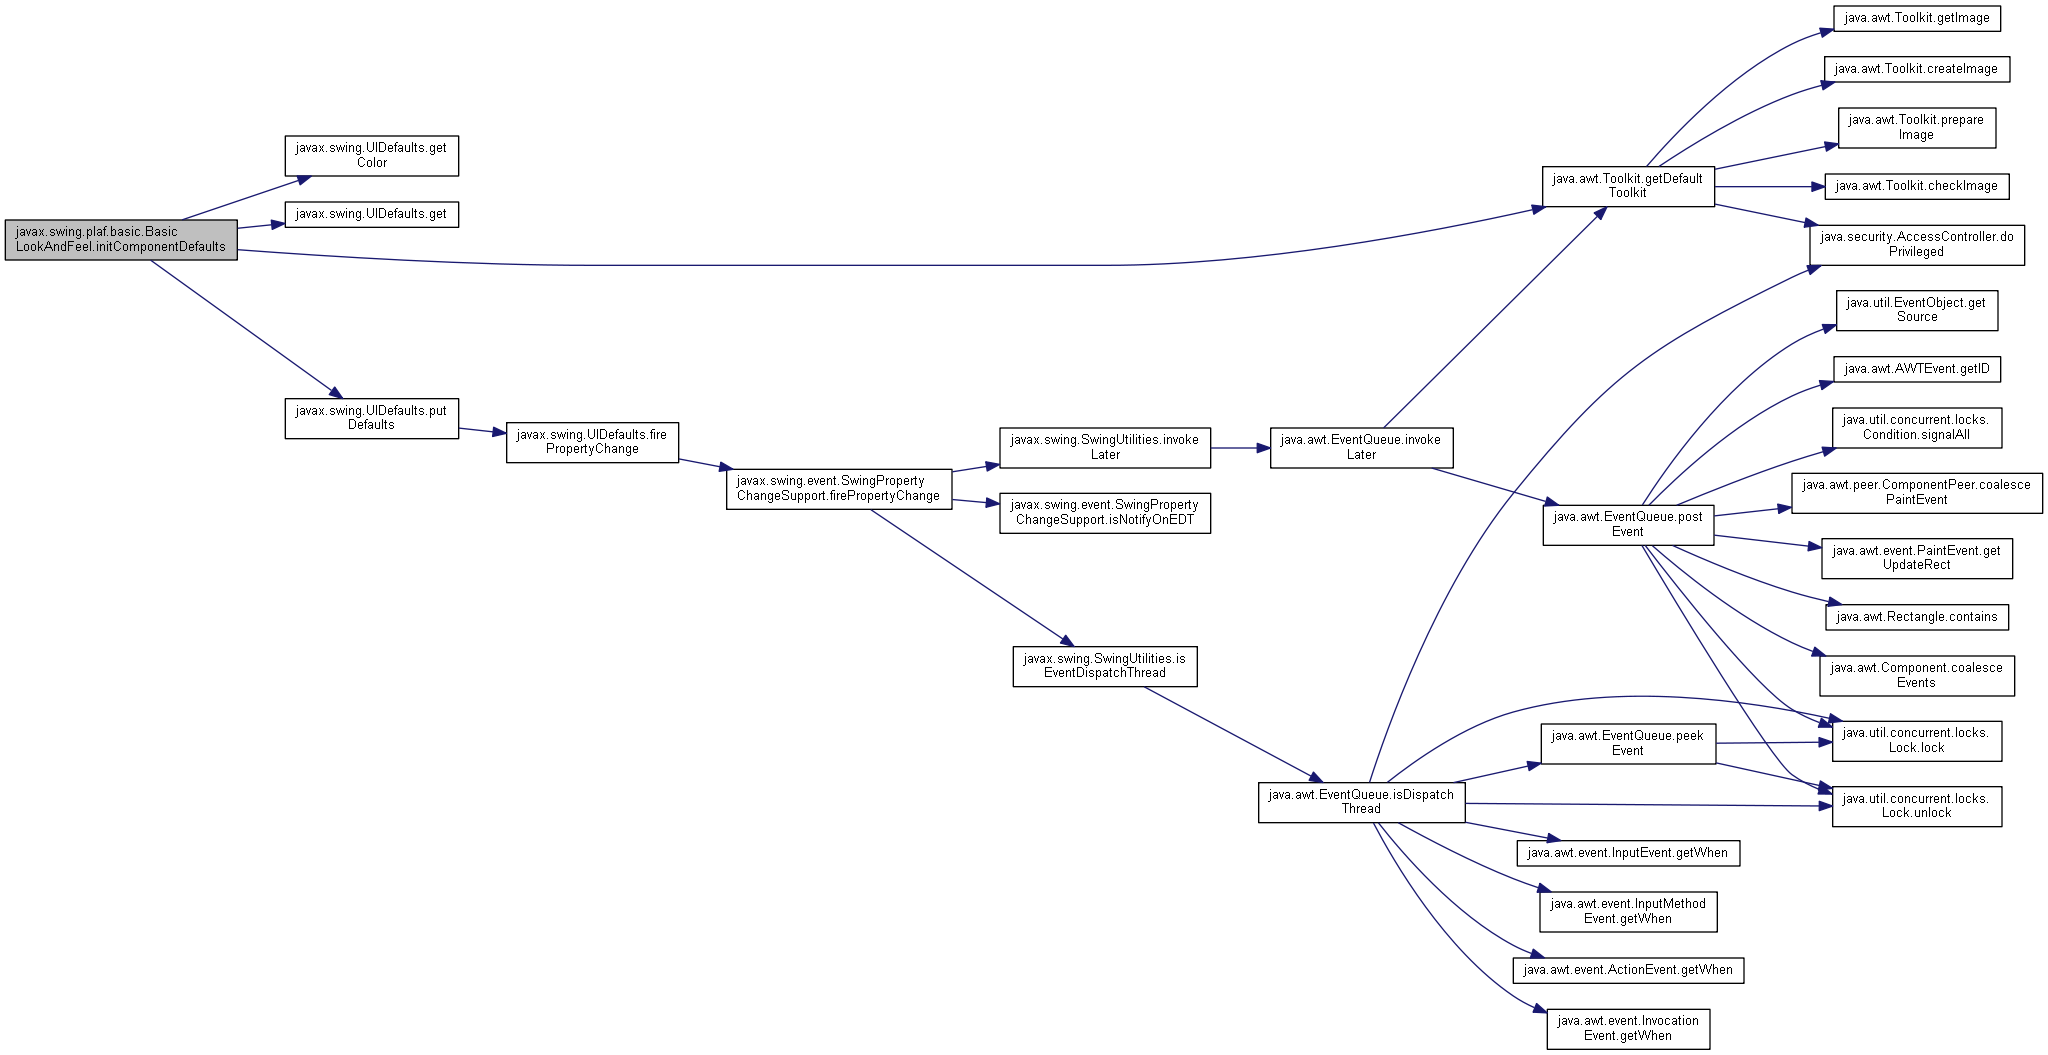 javax.swing.plaf.basic.Basic
LookAndFeel.initComponentDefaults
javax.swing.UIDefaults.get
Color
javax.swing.UIDefaults.get
javax.swing.UIDefaults.put
Defaults
javax.swing.UIDefaults.fire
PropertyChange
javax.swing.event.SwingProperty
ChangeSupport.firePropertyChange
javax.swing.SwingUtilities.invoke
Later
javax.swing.event.SwingProperty
ChangeSupport.isNotifyOnEDT
javax.swing.SwingUtilities.is
EventDispatchThread
java.awt.EventQueue.invoke
Later
java.awt.EventQueue.isDispatch
Thread
java.awt.Toolkit.getDefault
Toolkit
java.awt.EventQueue.post
Event
java.awt.EventQueue.peek
Event
java.awt.event.InputEvent.getWhen
java.awt.event.InputMethod
Event.getWhen
java.awt.event.ActionEvent.getWhen
java.awt.event.Invocation
Event.getWhen
java.awt.Toolkit.getImage
java.awt.Toolkit.createImage
java.awt.Toolkit.prepare
Image
java.awt.Toolkit.checkImage
java.security.AccessController.do
Privileged
java.util.EventObject.get
Source
java.awt.AWTEvent.getID
java.util.concurrent.locks.
Condition.signalAll
java.awt.peer.ComponentPeer.coalesce
PaintEvent
java.awt.event.PaintEvent.get
UpdateRect
java.awt.Rectangle.contains
java.awt.Component.coalesce
Events
java.util.concurrent.locks.
Lock.lock
java.util.concurrent.locks.
Lock.unlock